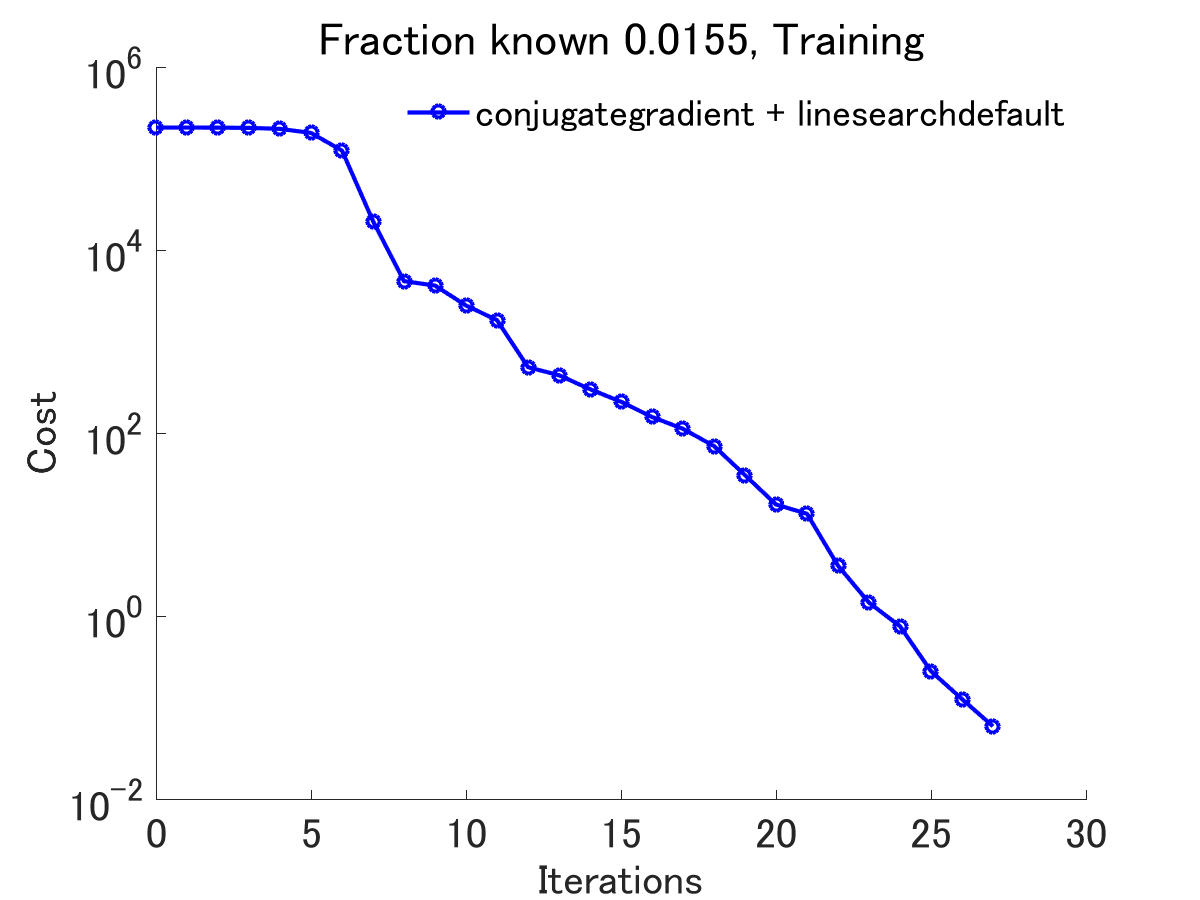 Fraction known 0.0155, Training
conjugategradient + linesearchdefault
10^6
10^4
10^2
10^0
10^-2
Cost
0 5 10 15 20 25 30
Iterations